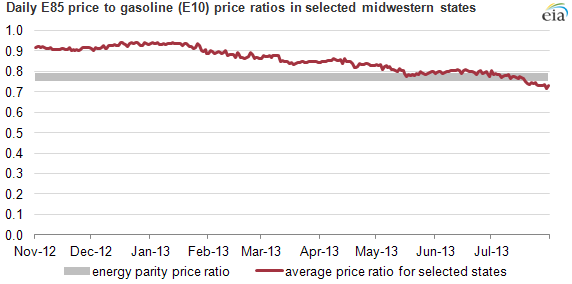 Daily E85 price to gasoline (E10) price ratios in selected midwestern states
eia
1.0
0.9
0.8
0.7
0.6
0.5
0.4
0.3
0.2
0.1
0.0
Nov-12 Dec-12 Jan-13 Feb-13 Mar-13 Apr-13 May-13 Jun-13 Jul-13
energy parity price ratio average price ratio for selected states